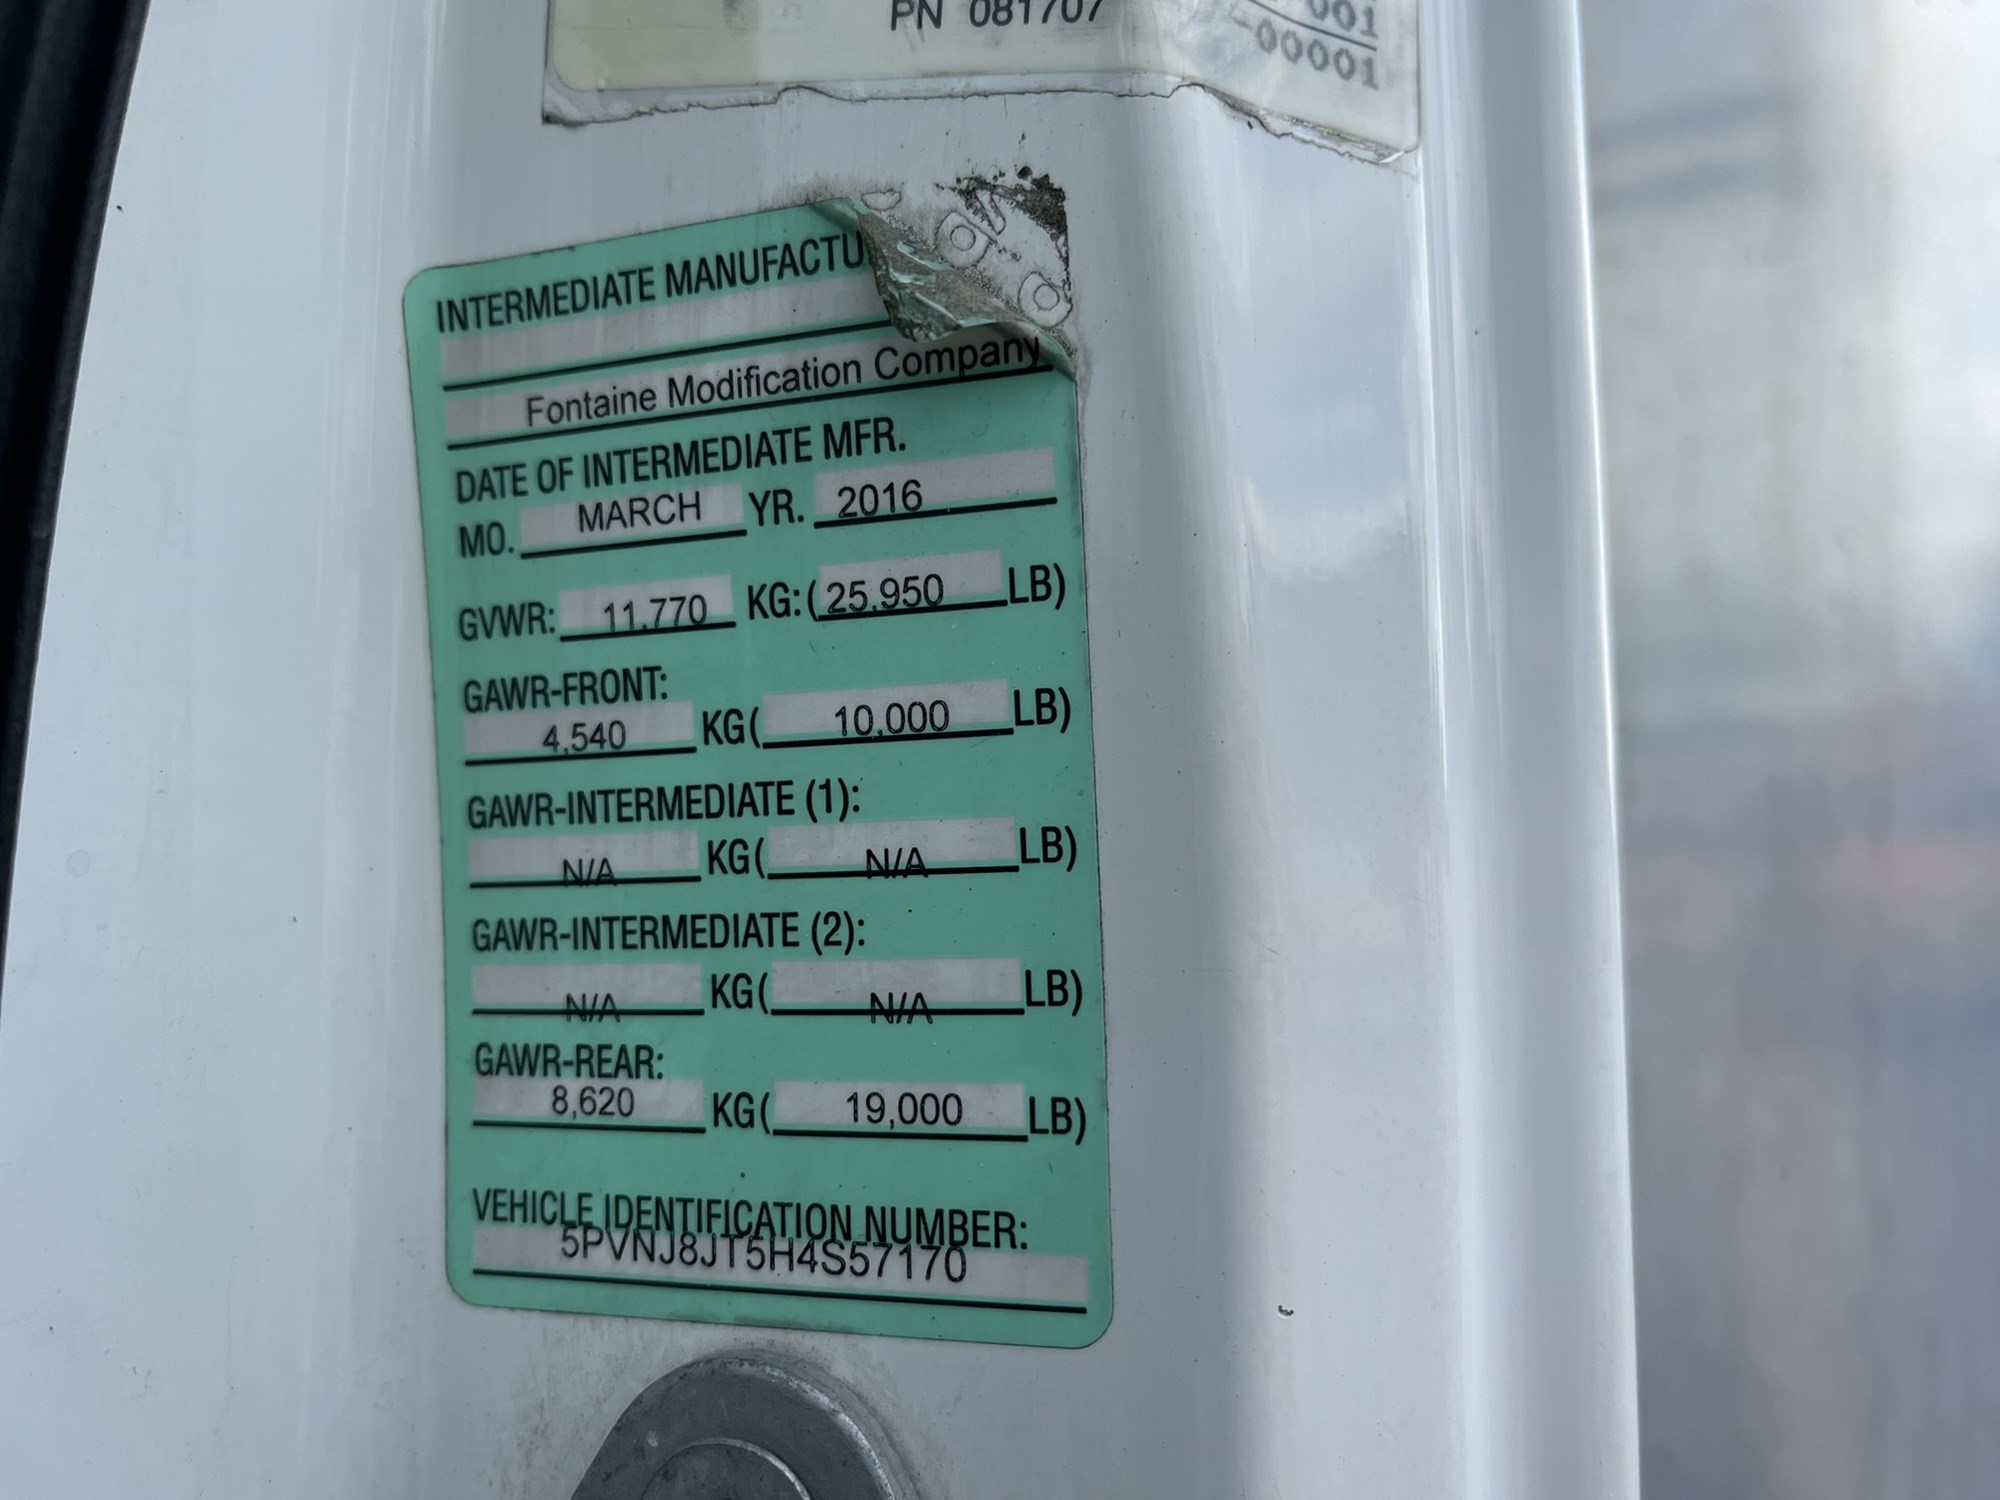 PN 081707
001
-00001
INTERMEDIATE MANUFACTU
Fontaine Modification Company
DATE OF INTERMEDIATE MFR.
MO. MARCH YR. 2016
GVWR: 11,770 KG: (25,950 LB)
GAWR-FRONT:
4,540 KG ( 10,000 LB)
GAWR-INTERMEDIATE (1):
N/A KG ( N/A LB)
GAWR-INTERMEDIATE (2):
N/A KG ( N/A LB)
GAWR-REAR:
8,620 KG ( 19,000 LB)
VEHICLE IDENTIFICATION NUMBER:
5PVNJ8JT5H4S57170